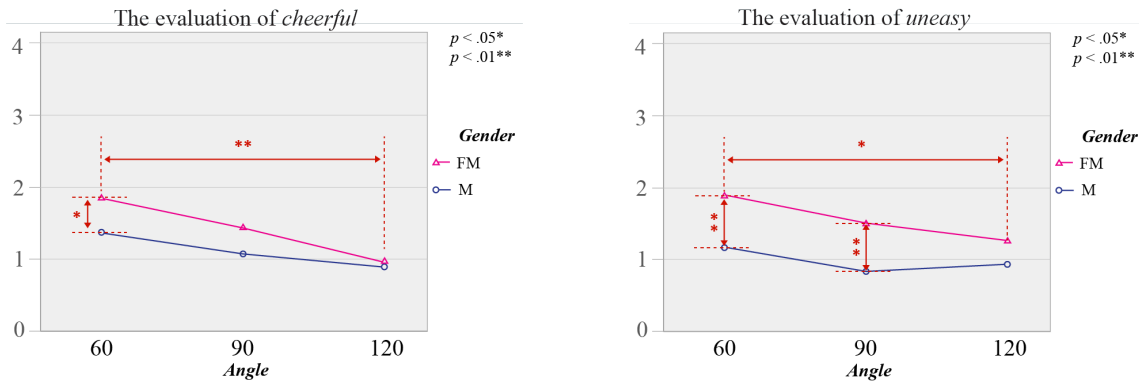 The evaluation of cheerful
p < .05*
p < .01**
4
3
2
1
0
**
*
Gender
FM
M
60 90 120
Angle
The evaluation of uneasy
p < .05*
p < .01**
4
3
2
1
0
*
**
**
Gender
FM
M
60 90 120
Angle